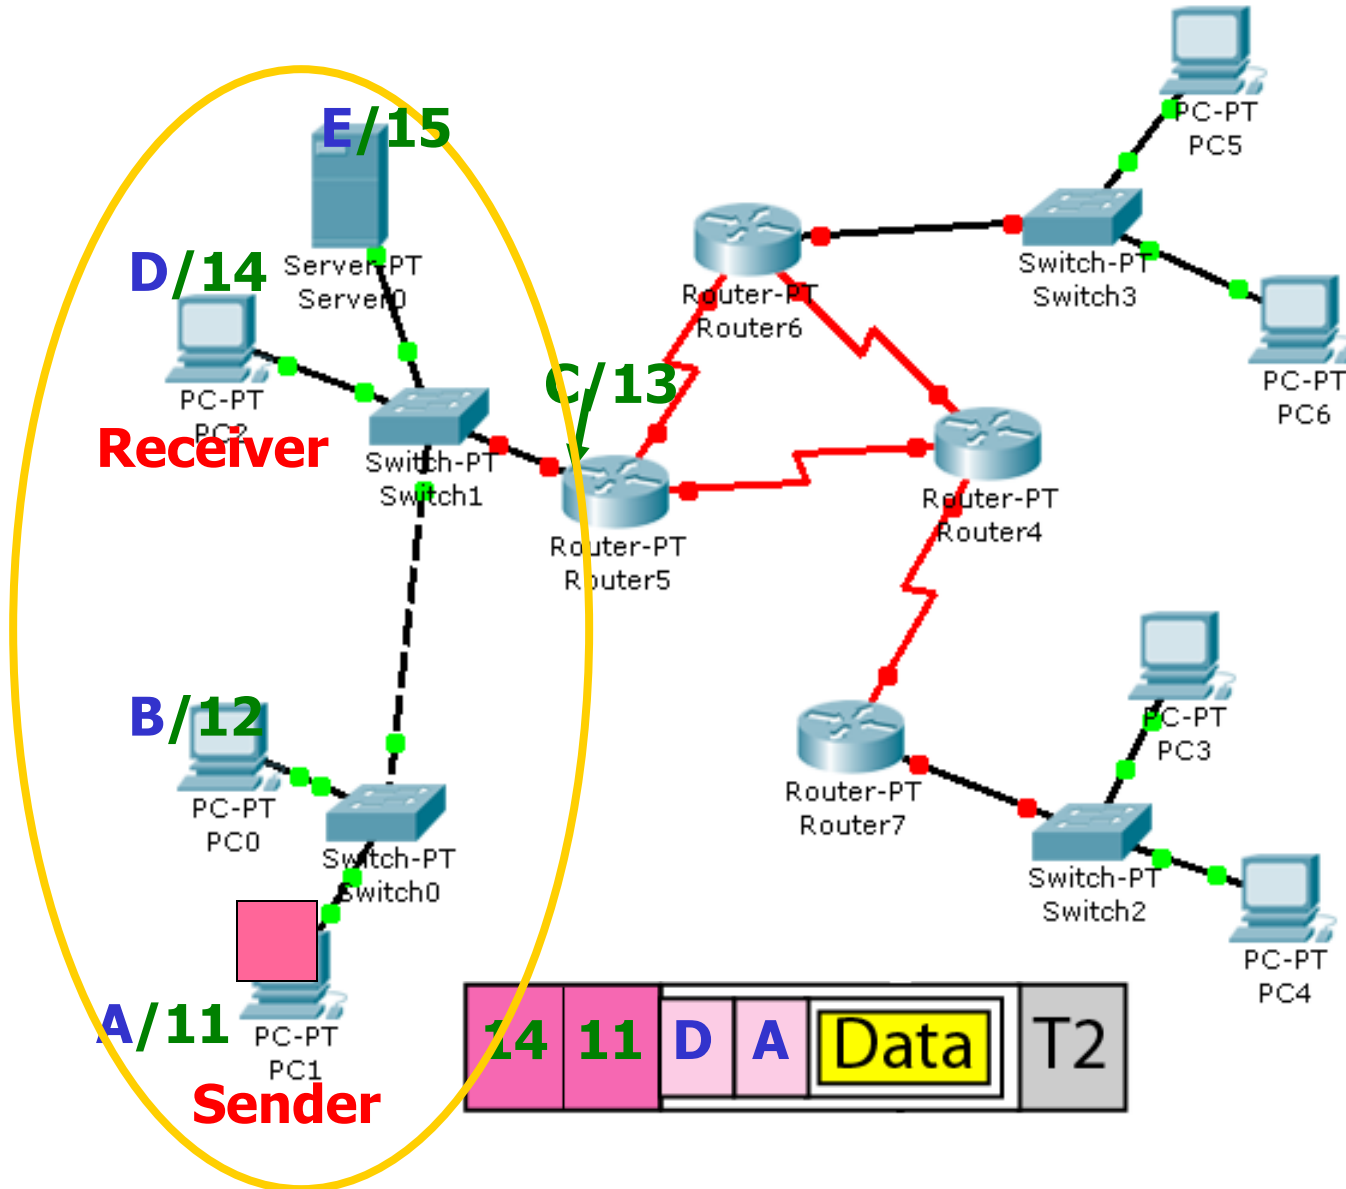 E/15
Server-PT
Server0
D/14
PC-PT
PC2
Receiver
Switch-PT
Switch1
C/13
Router-PT
Router5
Router-PT
Router6
Router-PT
Router4
Switch-PT
Switch3
PC-PT
PC5
PC-PT
PC6
B/12
PC-PT
PC0
Switch-PT
Switch0
A/11
PC-PT
PC1
Sender
Router-PT
Router7
PC-PT
PC3
Switch-PT
Switch2
PC-PT
PC4
14 11 D A Data T2